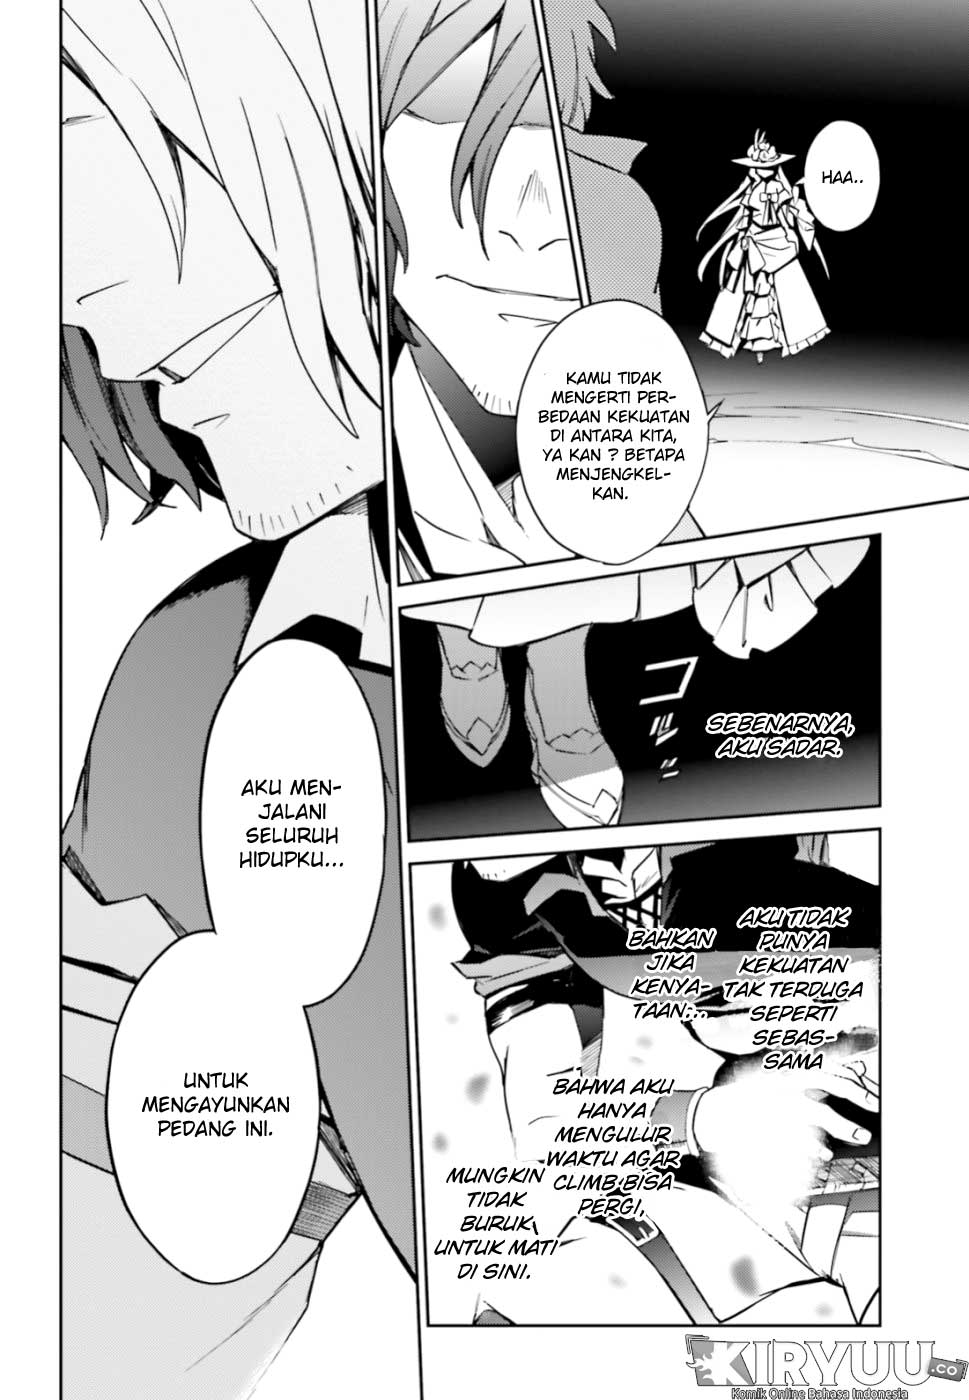 HAA..
KAMU TIDAK
MENGERTI PER-
BEDAAN KEKUATAN
DI ANTARA KITA,
YA KAN ? BETAPA
MENJENGKEL-
KAN.
コツ
SEBENARNYA,
AKU SADAR.
AKU TIDAK
PUNYA
KEKUATAN
TAK TERDUGA
SEPERTI
SEBAS-
SAMA
BAHKAN
JIKA
KENYA-
TAAN...
BAHWA AKU
HANYA
MENGULUR
WAKTU AGAR
CLIMB BISA
PERGI,
MUNGKIN
TIDAK
BURUK
UNTUK MATI
DI SINI.
AKU MEN-
JALANI
SELURUH
HIDUPKU...
UNTUK
MENGAYUNKAN
PEDANG INI.
KIRYUU.CO
Komik Online Bahasa Indonesia